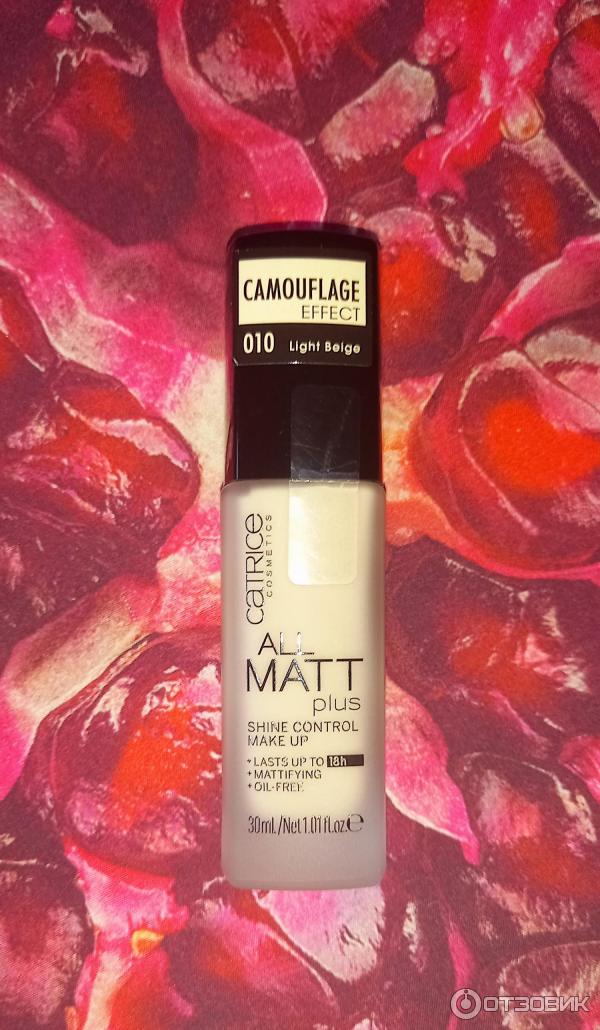 CAMOUFLAGE
EFFECT
010 Light Beige
CATRICE
COSMETICS
ALL
MATT
plus
SHINE CONTROL
MAKE UP
+ LASTS UP TO 18h
+ MATTIFYING
+ OIL-FREE
30ml./Net 1.01 fl.oz.℮
ОТЗОВИК